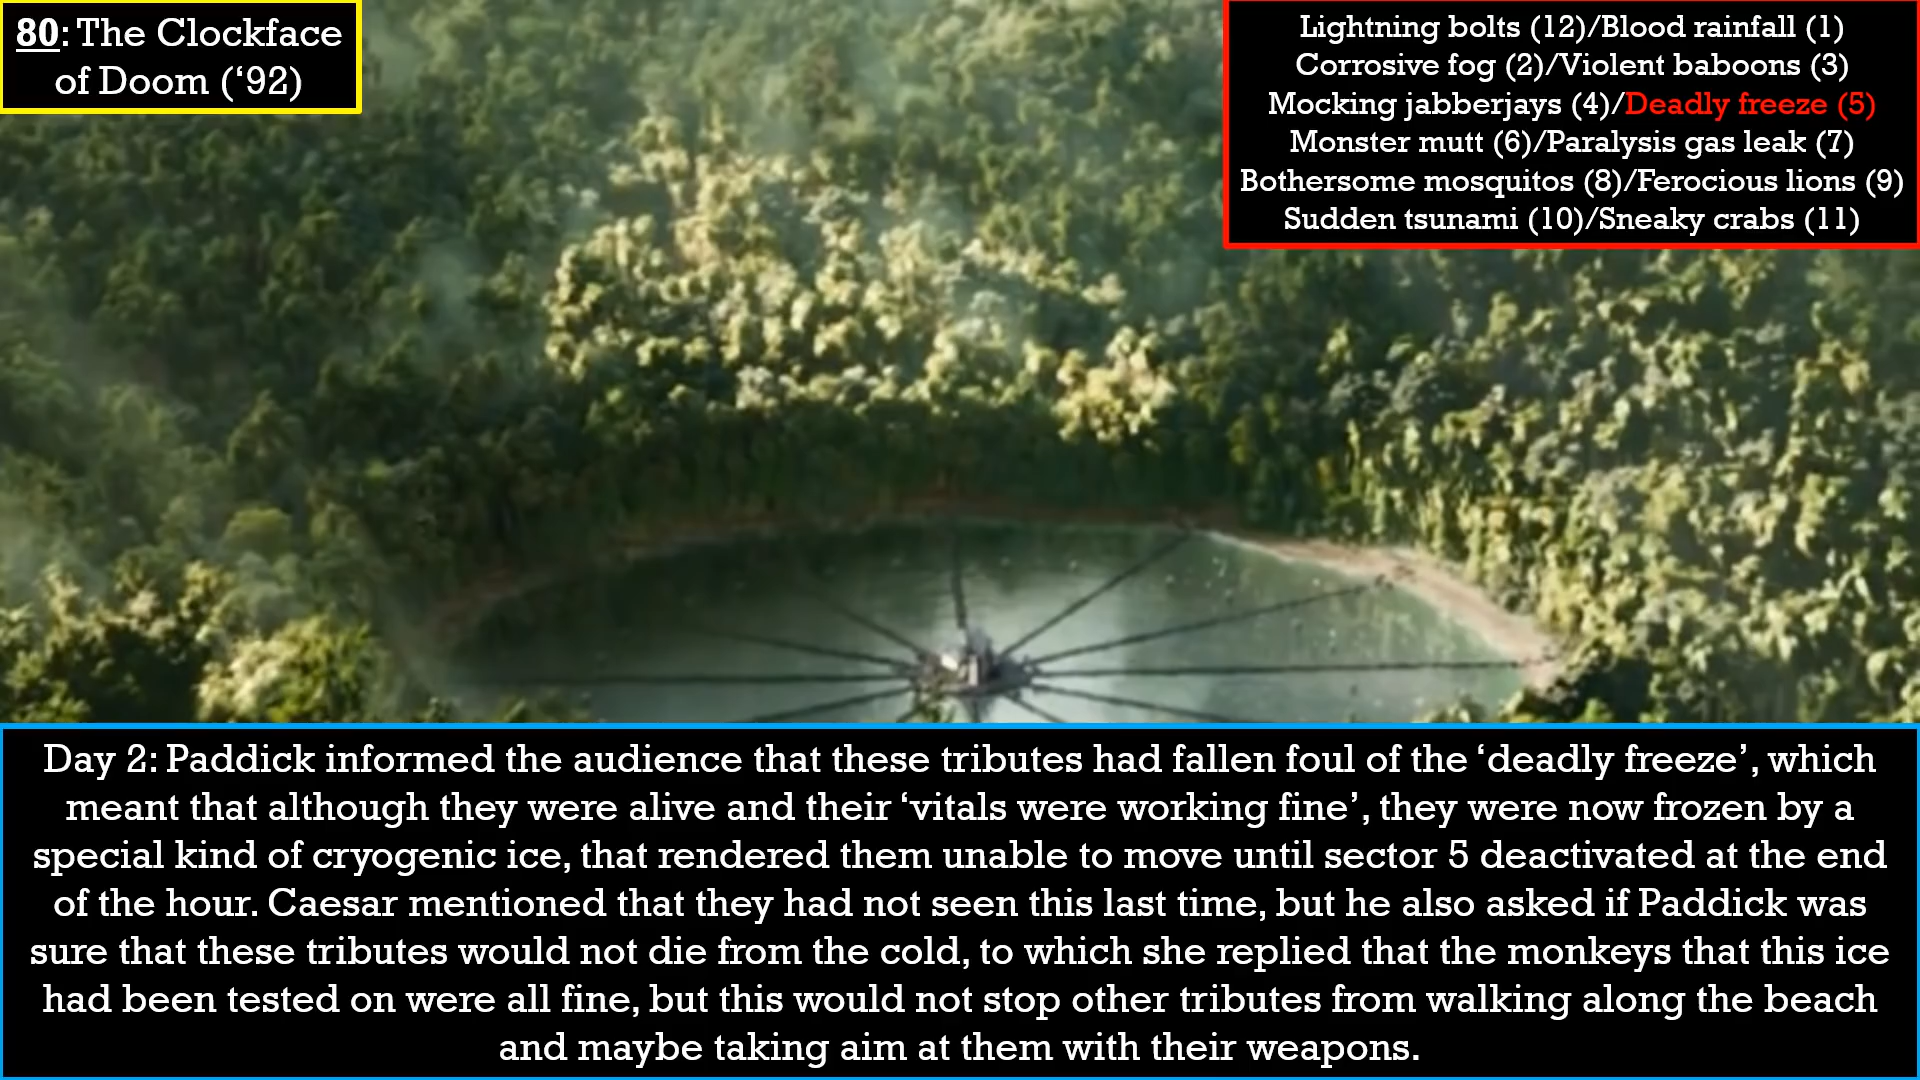 80: The Clockface
of Doom (‘92)
Lightning bolts (12)/Blood rainfall (1)
Corrosive fog (2)/Violent baboons (3)
Mocking jabberjays (4)/Deadly freeze (5)
Monster mutt (6)/Paralysis gas leak (7)
Bothersome mosquitos (8)/Ferocious lions (9)
Sudden tsunami (10)/Sneaky crabs (11)
Day 2: Paddick informed the audience that these tributes had fallen foul of the ‘deadly freeze’, which
meant that although they were alive and their ‘vitals were working fine’, they were now frozen by a
special kind of cryogenic ice, that rendered them unable to move until sector 5 deactivated at the end
of the hour. Caesar mentioned that they had not seen this last time, but he also asked if Paddick was
sure that these tributes would not die from the cold, to which she replied that the monkeys that this ice
had been tested on were all fine, but this would not stop other tributes from walking along the beach
and maybe taking aim at them with their weapons.